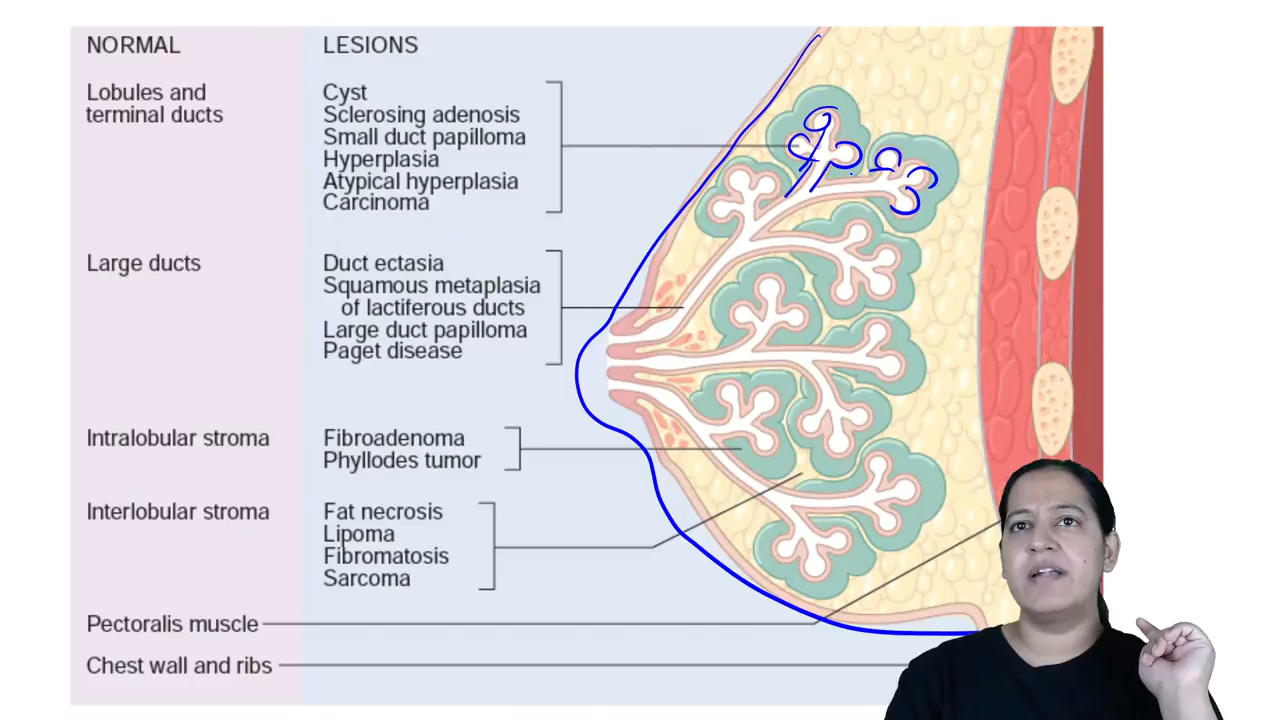 NORMAL
LESIONS
Lobules and
terminal ducts
Cyst
Sclerosing adenosis
Small duct papilloma
Hyperplasia
Atypical hyperplasia
Carcinoma
Large ducts
Duct ectasia
Squamous metaplasia
of lactiferous ducts
Large duct papilloma
Paget disease
Intralobular stroma
Fibroadenoma
Phyllodes tumor
Interlobular stroma
Fat necrosis
Lipoma
Fibromatosis
Sarcoma
Pectoralis muscle
Chest wall and ribs